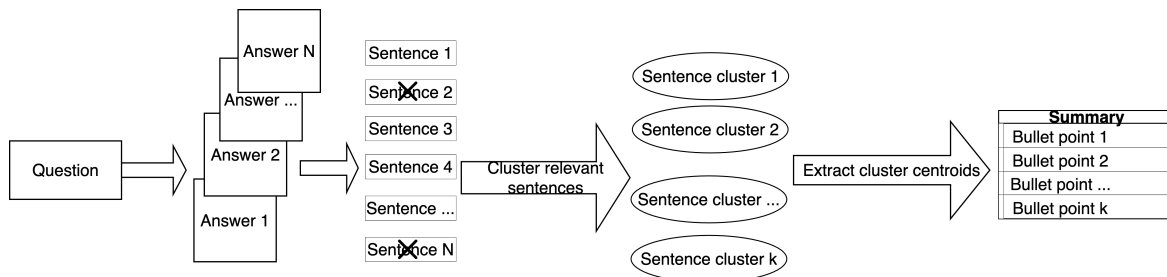 Question
Answer N
Answer ...
Answer 2
Answer 1
Sentence 1
Sentence 2
Sentence 3
Sentence 4
Sentence ...
Sentence N
Cluster relevant
sentences
Sentence cluster 1
Sentence cluster 2
Sentence cluster ...
Sentence cluster k
Extract cluster centroids
Summary
Bullet point 1
Bullet point 2
Bullet point ...
Bullet point k